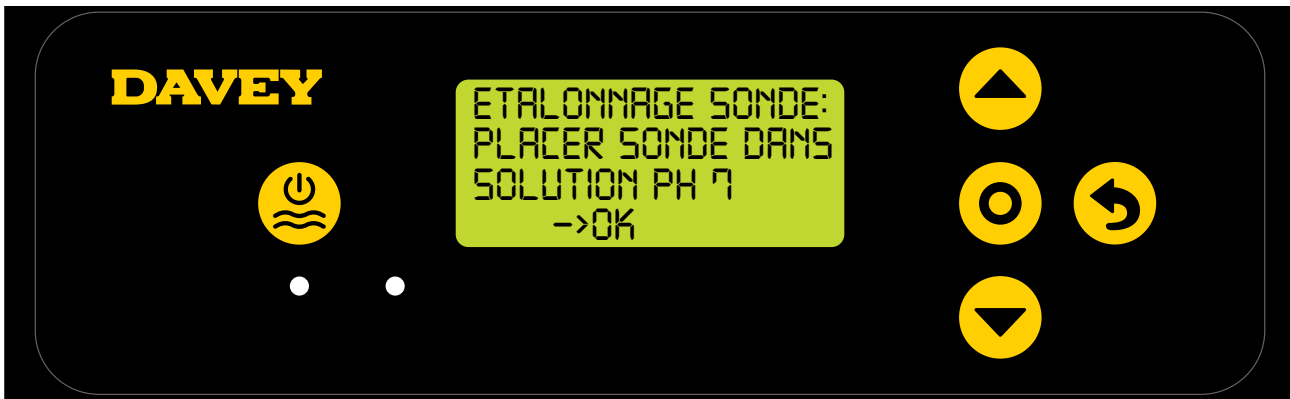 DAVEY
ETALONNAGE SONDE:
PLACER SONDE DANS
SOLUTION PH 7
->OK